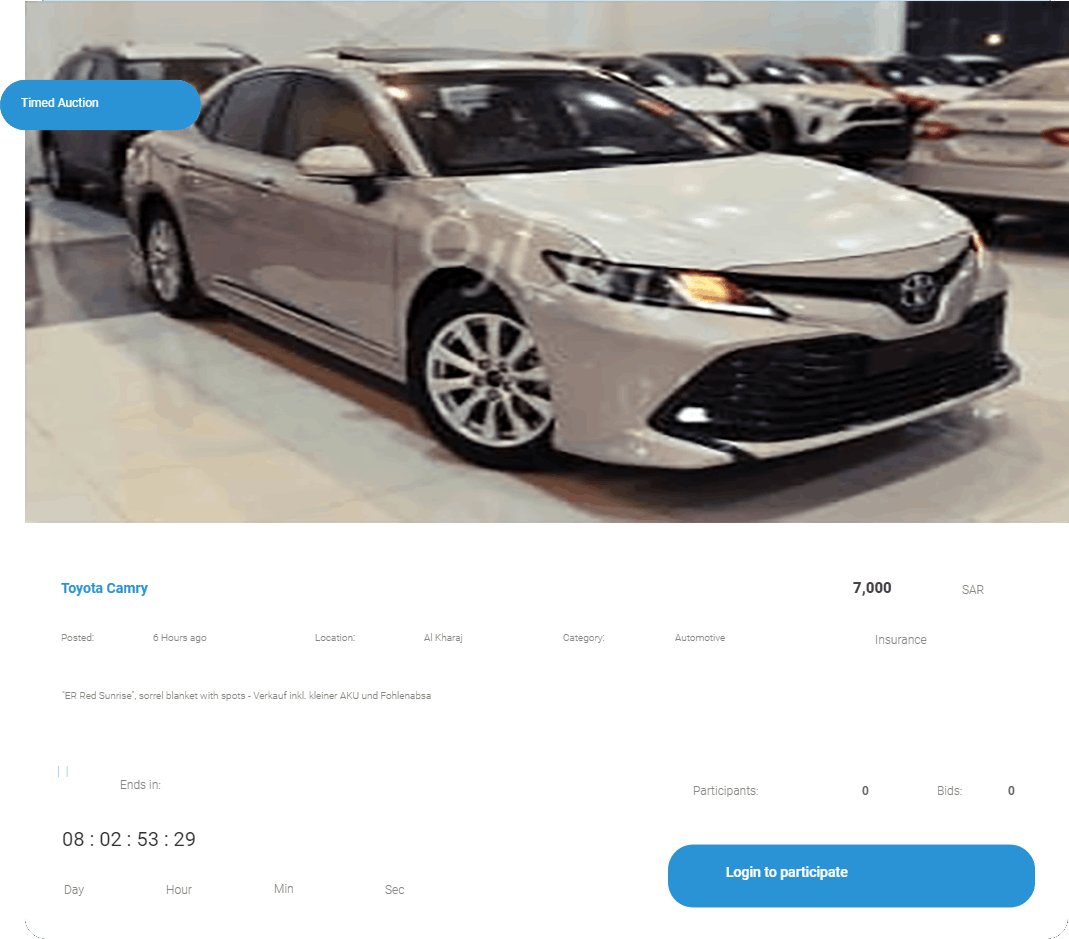 Timed Auction
Toyota Camry
7,000 SAR
Posted: 6 Hours ago Location: Al Kharaj Category: Automotive Insurance
"ER Red Sunrise", sorrel blanket with spots - Verkauf inkl. kleiner AKU und Fohlenabsa
Ends in:
Participants: 0 Bids: 0
08 : 02 : 53 : 29
Login to participate
Day Hour Min Sec